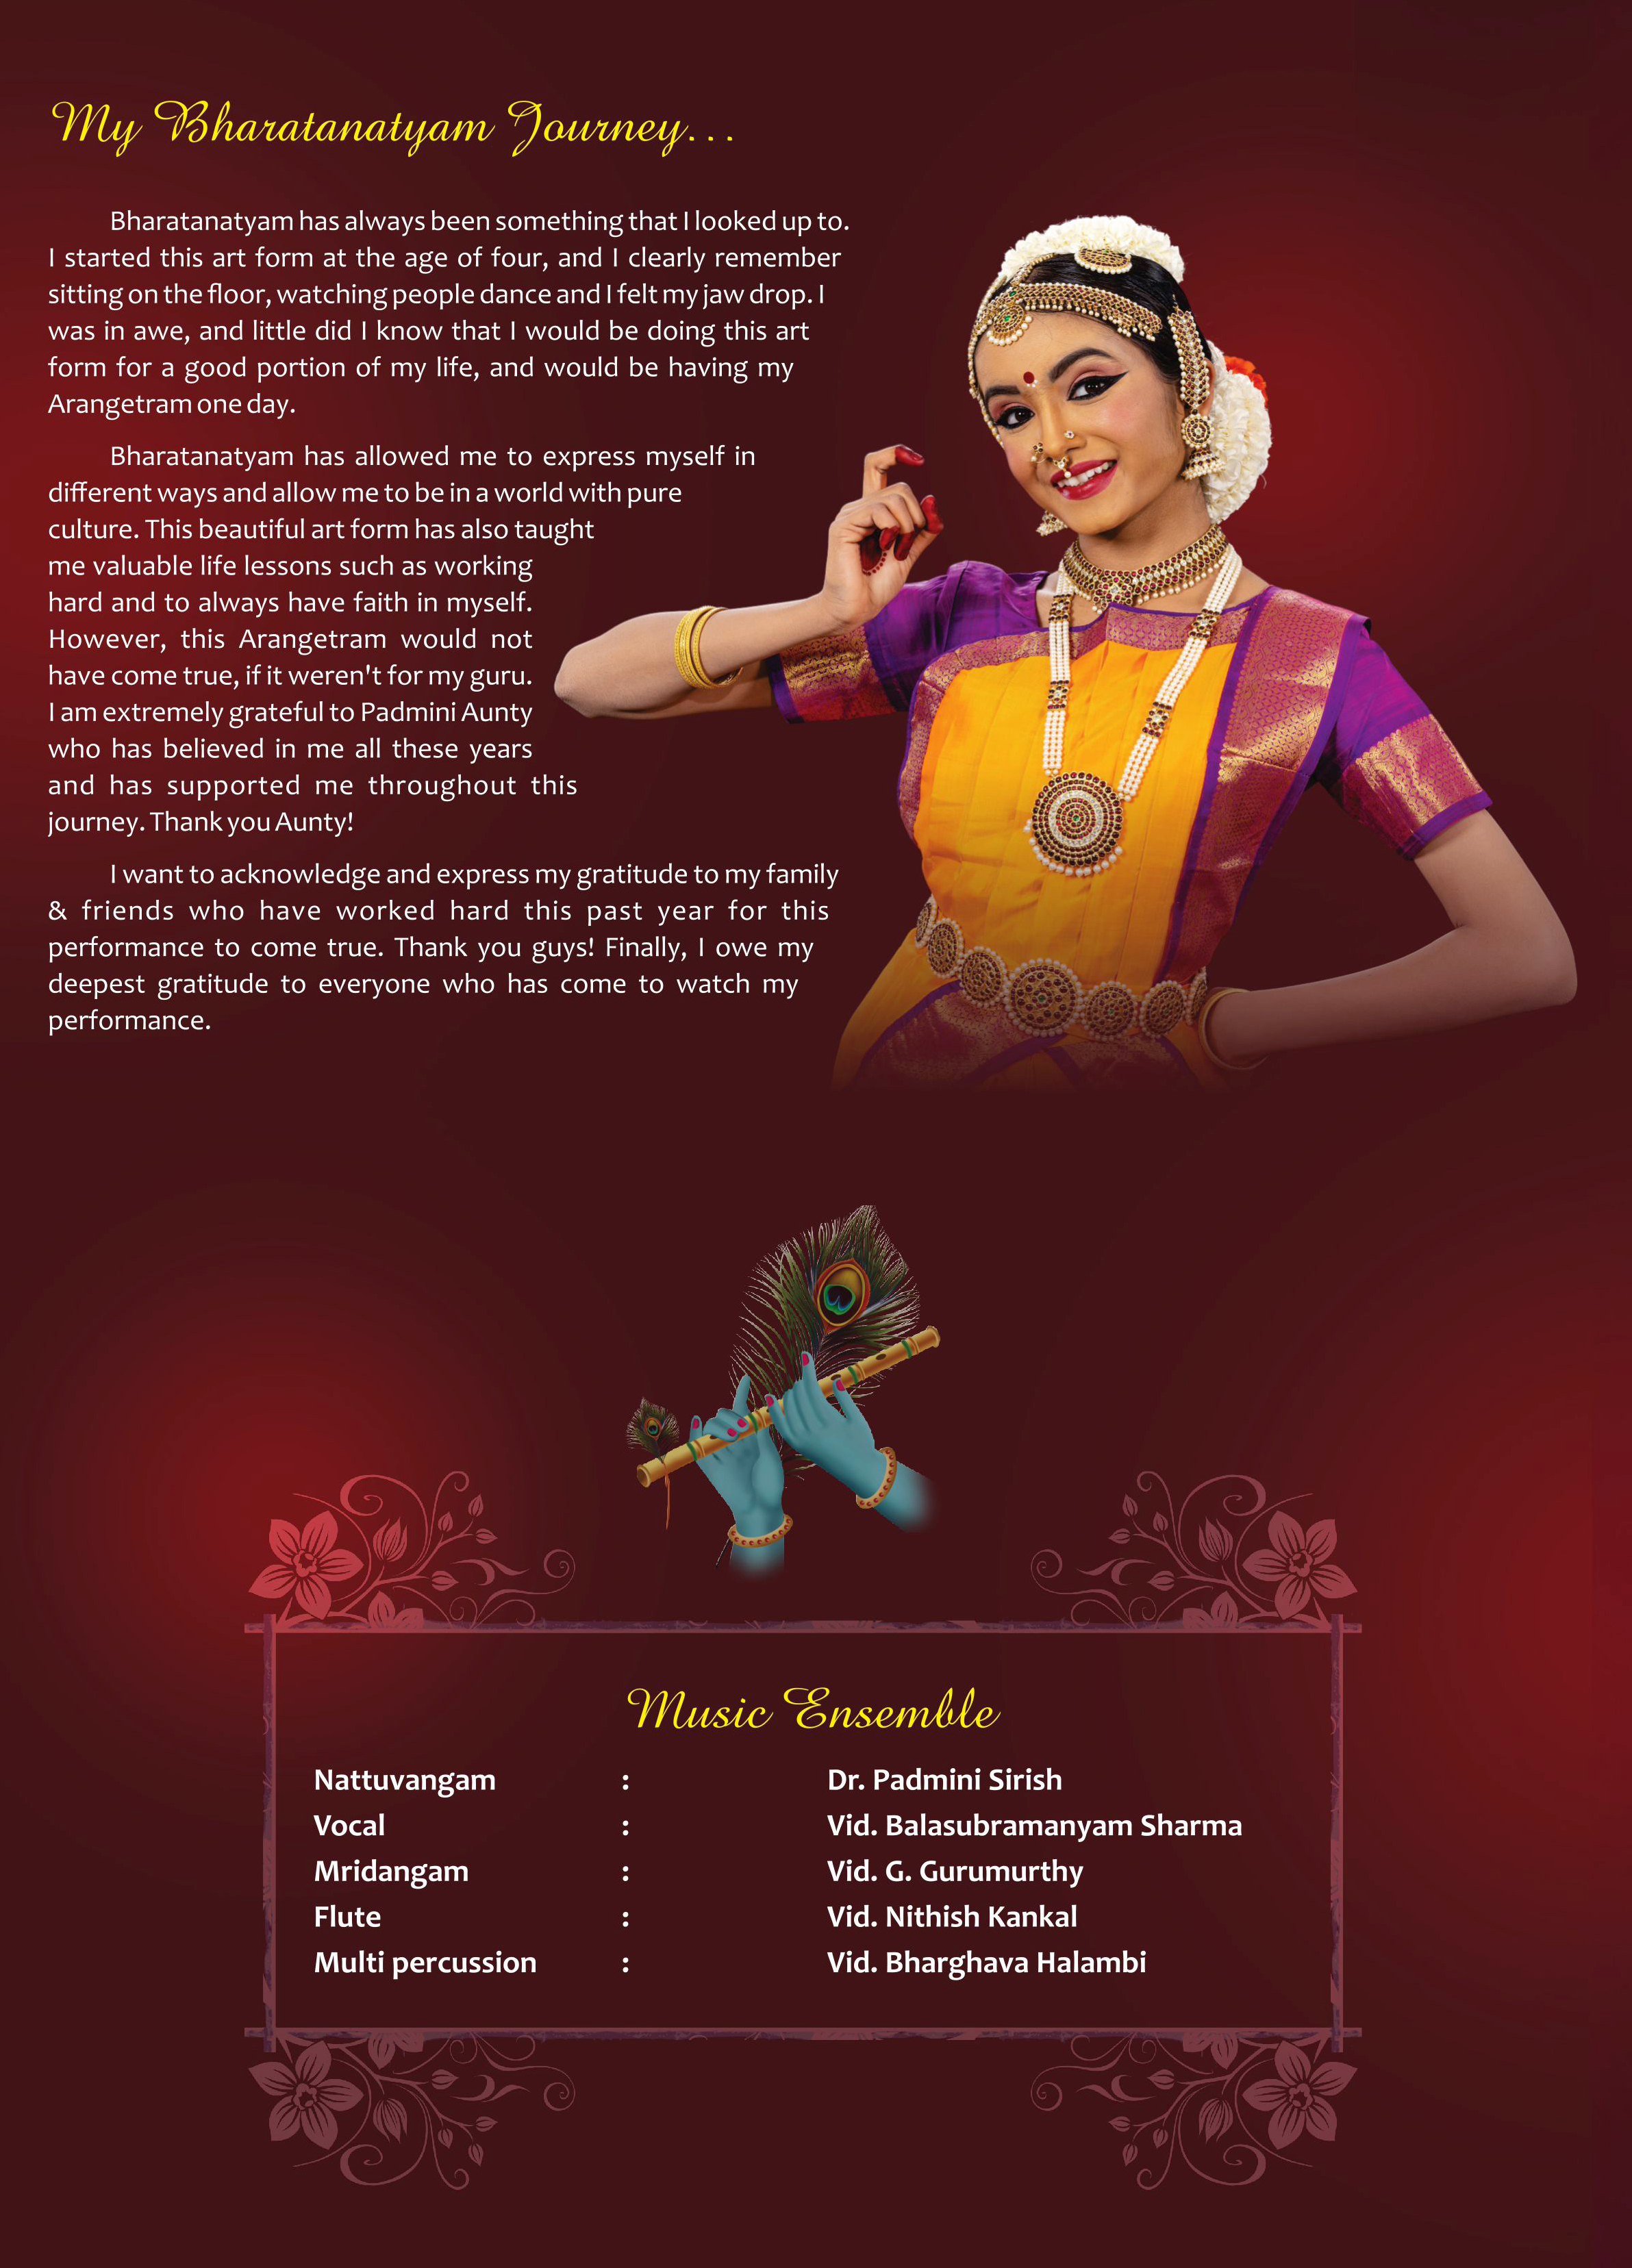 My Bharatanatyam Journey...
Bharatanatyam has always been something that I looked up to.
I started this art form at the age of four, and I clearly remember
sitting on the floor, watching people dance and I felt my jaw drop. I
was in awe, and little did I know that I would be doing this art
form for a good portion of my life, and would be having my
Arangetram one day.
Bharatanatyam has allowed me to express myself in
different ways and allow me to be in a world with pure
culture. This beautiful art form has also taught
me valuable life lessons such as working
hard and to always have faith in myself.
However, this Arangetram would not
have come true, if it weren't for my guru.
I am extremely grateful to Padmini Aunty
who has believed in me all these years
and has supported me throughout this
journey. Thank you Aunty!
I want to acknowledge and express my gratitude to my family
& friends who have worked hard this past year for this
performance to come true. Thank you guys! Finally, I owe my
deepest gratitude to everyone who has come to watch my
performance.
Music Ensemble
Nattuvangam : Dr. Padmini Sirish
Vocal : Vid. Balasubramanyam Sharma
Mridangam : Vid. G. Gurumurthy
Flute : Vid. Nithish Kankal
Multi percussion : Vid. Bharghava Halambi